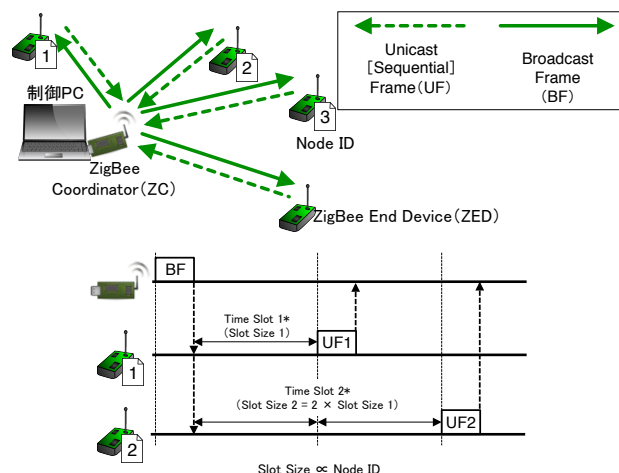 1
2
3
制御PC
ZigBee
Coordinator(ZC)
Node ID
ZigBee End Device(ZED)
Unicast
[Sequential]
Frame(UF)
Broadcast
Frame
(BF)
BF
Time Slot 1*
(Slot Size 1)
UF1
1
Time Slot 2*
(Slot Size 2 = 2 × Slot Size 1)
UF2
2
Slot Size ∝ Node ID